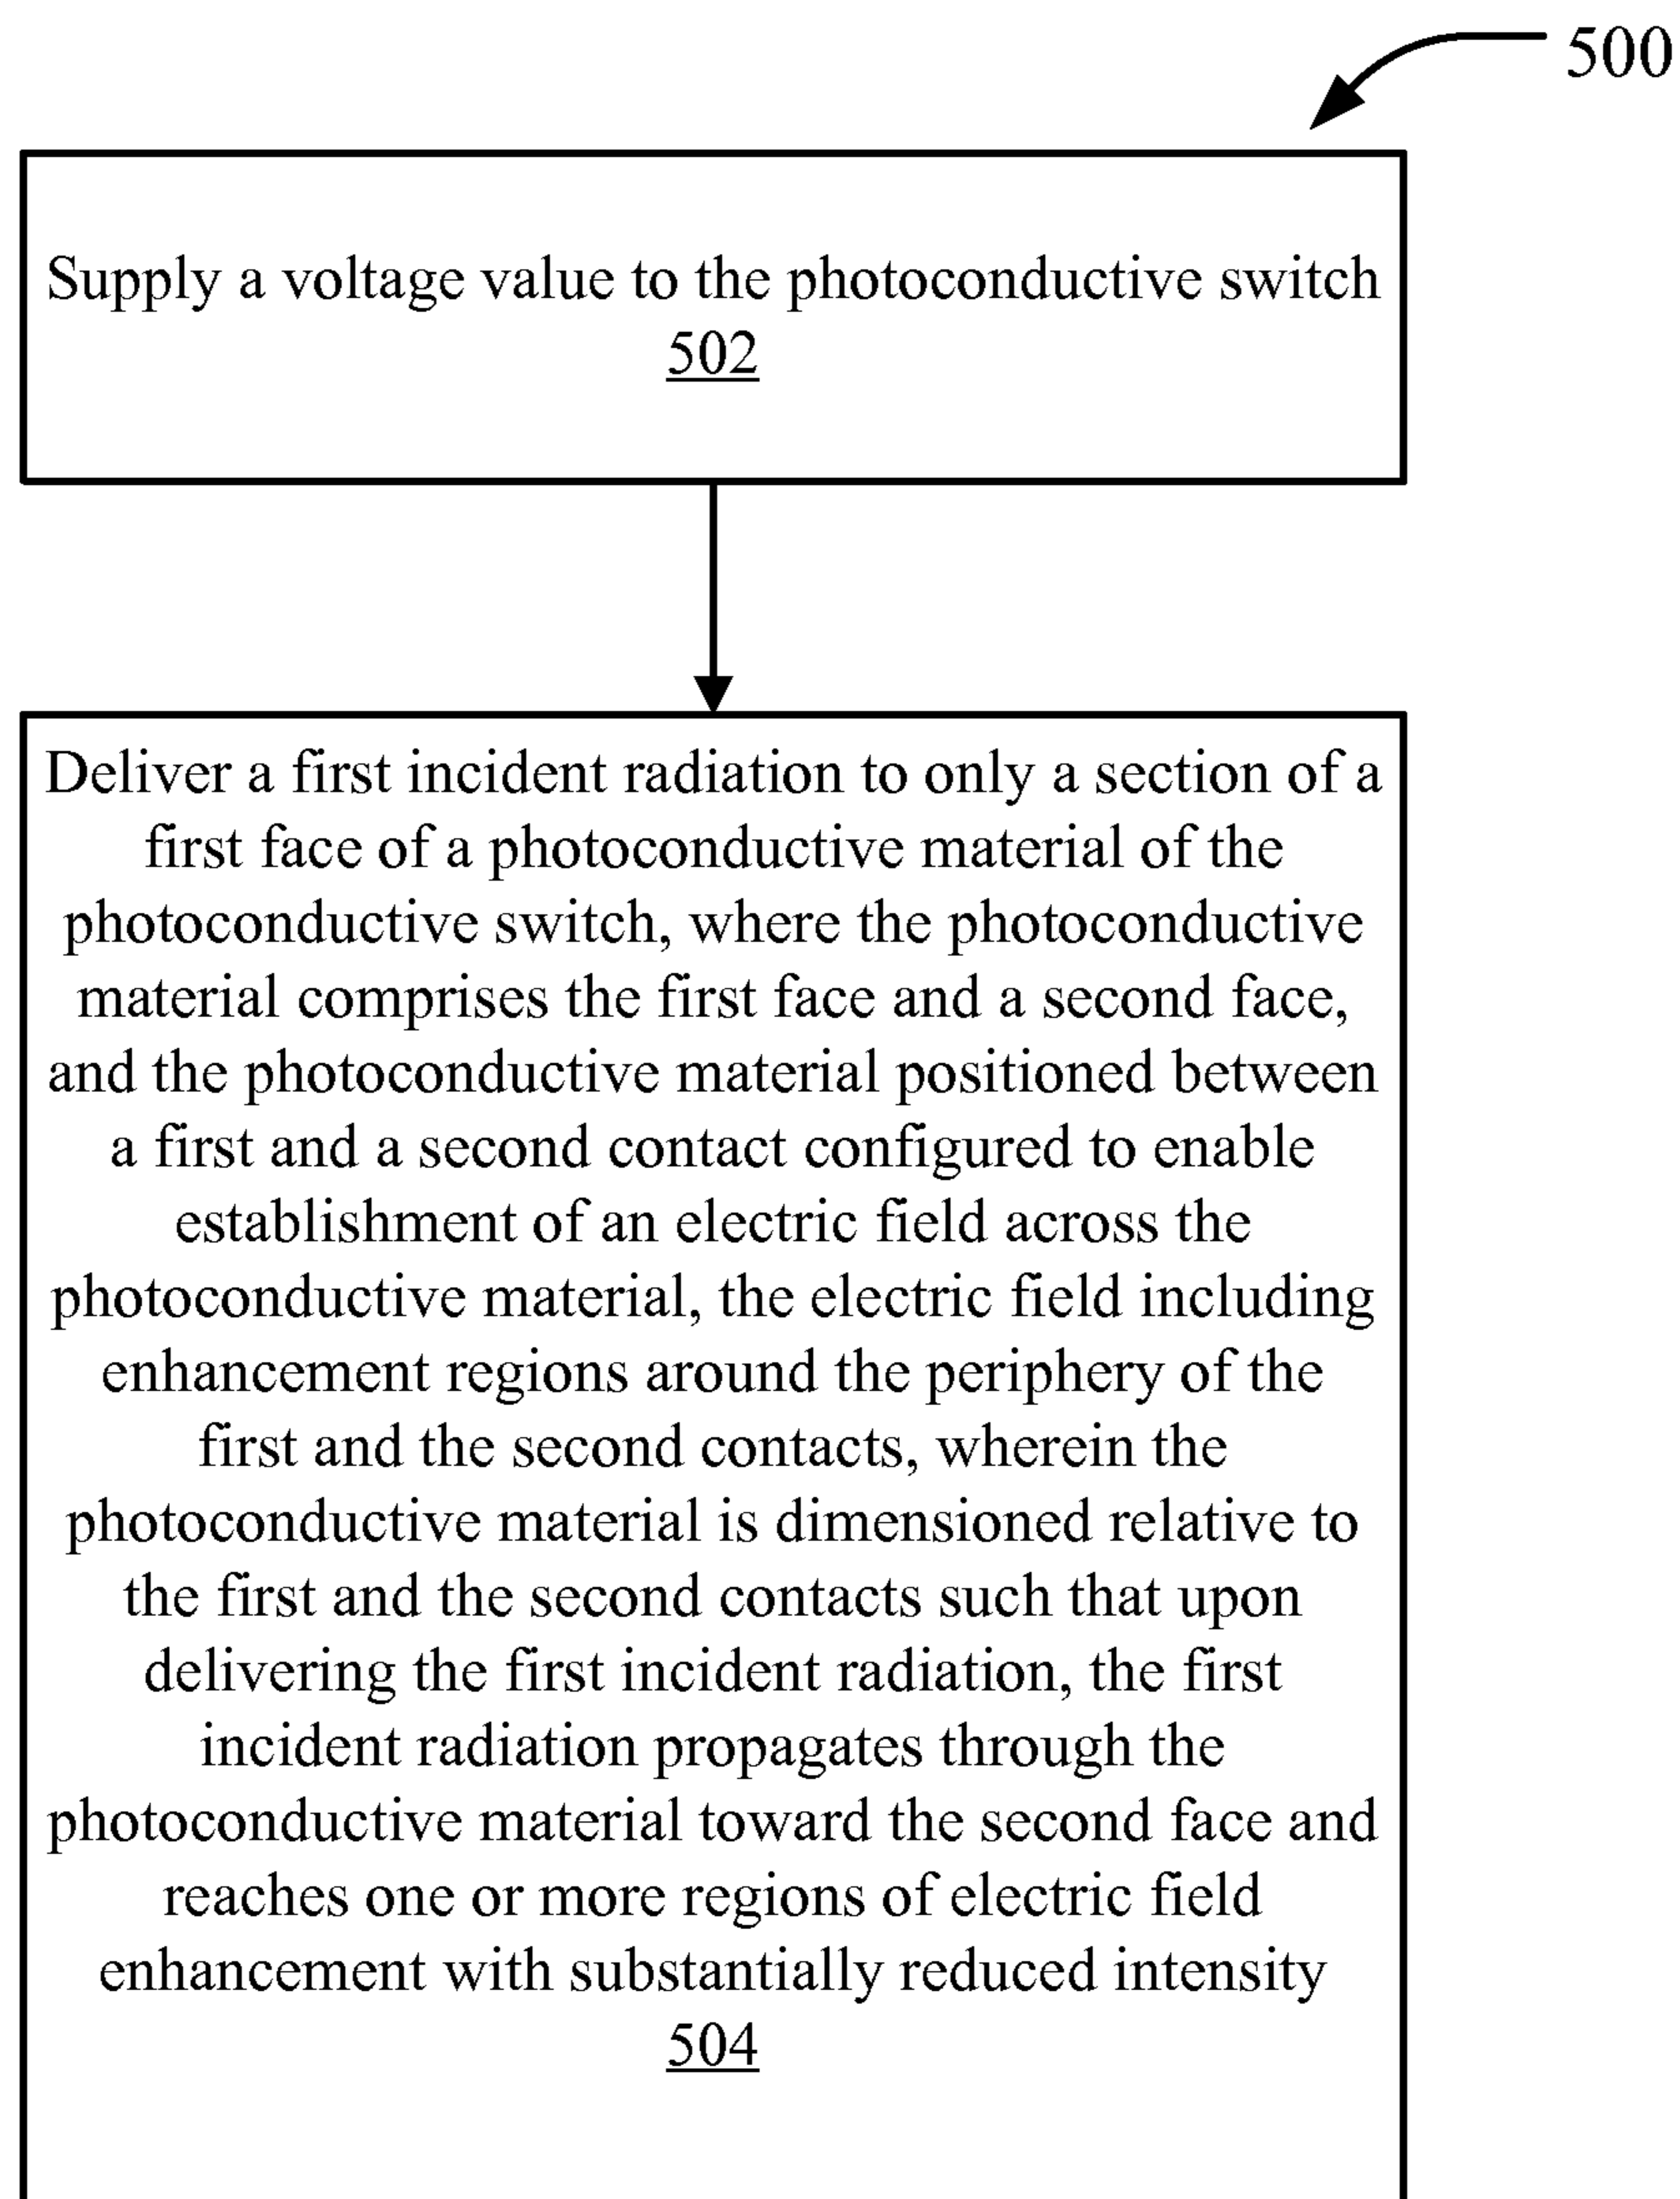 500
Supply a voltage value to the photoconductive switch
502
Deliver a first incident radiation to only a section of a
first face of a photoconductive material of the
photoconductive switch, where the photoconductive
material comprises the first face and a second face,
and the photoconductive material positioned between
a first and a second contact configured to enable
establishment of an electric field across the
photoconductive material, the electric field including
enhancement regions around the periphery of the
first and the second contacts, wherein the
photoconductive material is dimensioned relative to
the first and the second contacts such that upon
delivering the first incident radiation, the first
incident radiation propagates through the
photoconductive material toward the second face and
reaches one or more regions of electric field
enhancement with substantially reduced intensity
504